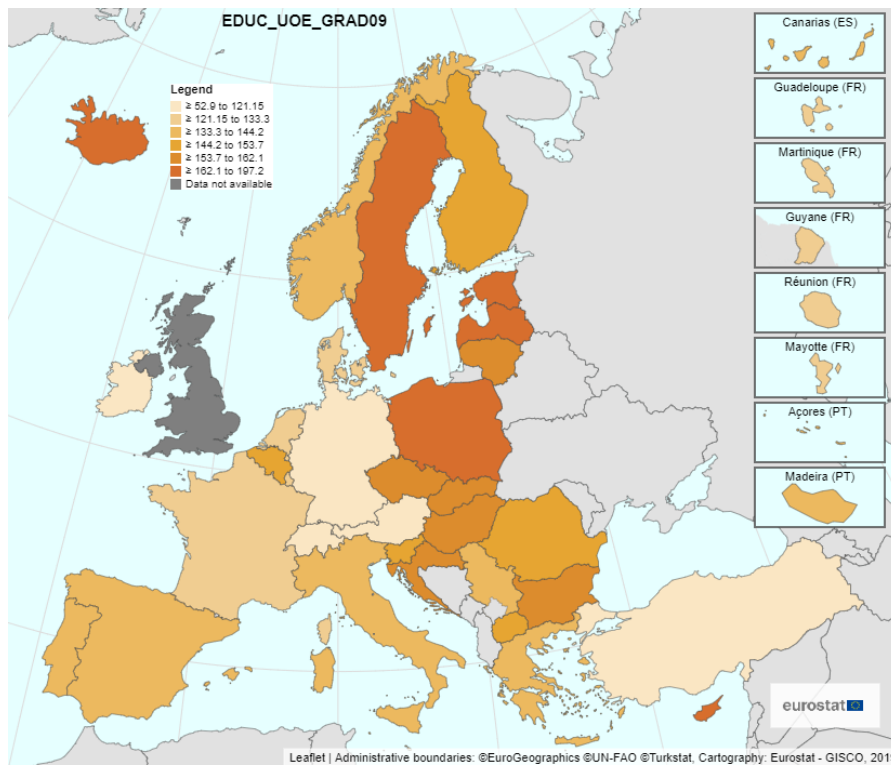 EDUC_UOE_GRAD09
Legend
≥ 52.9 to 121.15
≥ 121.15 to 133.3
≥ 133.3 to 144.2
≥ 144.2 to 153.7
≥ 153.7 to 162.1
≥ 162.1 to 197.2
Data not available
Canarias (ES)
Guadeloupe (FR)
Martinique (FR)
Guyane (FR)
Réunion (FR)
Mayotte (FR)
Açores (PT)
Madeira (PT)
eurostat
Leaflet | Administrative boundaries: ©EuroGeographics ©UN-FAO ©Turkstat, Cartography: Eurostat - GISCO,